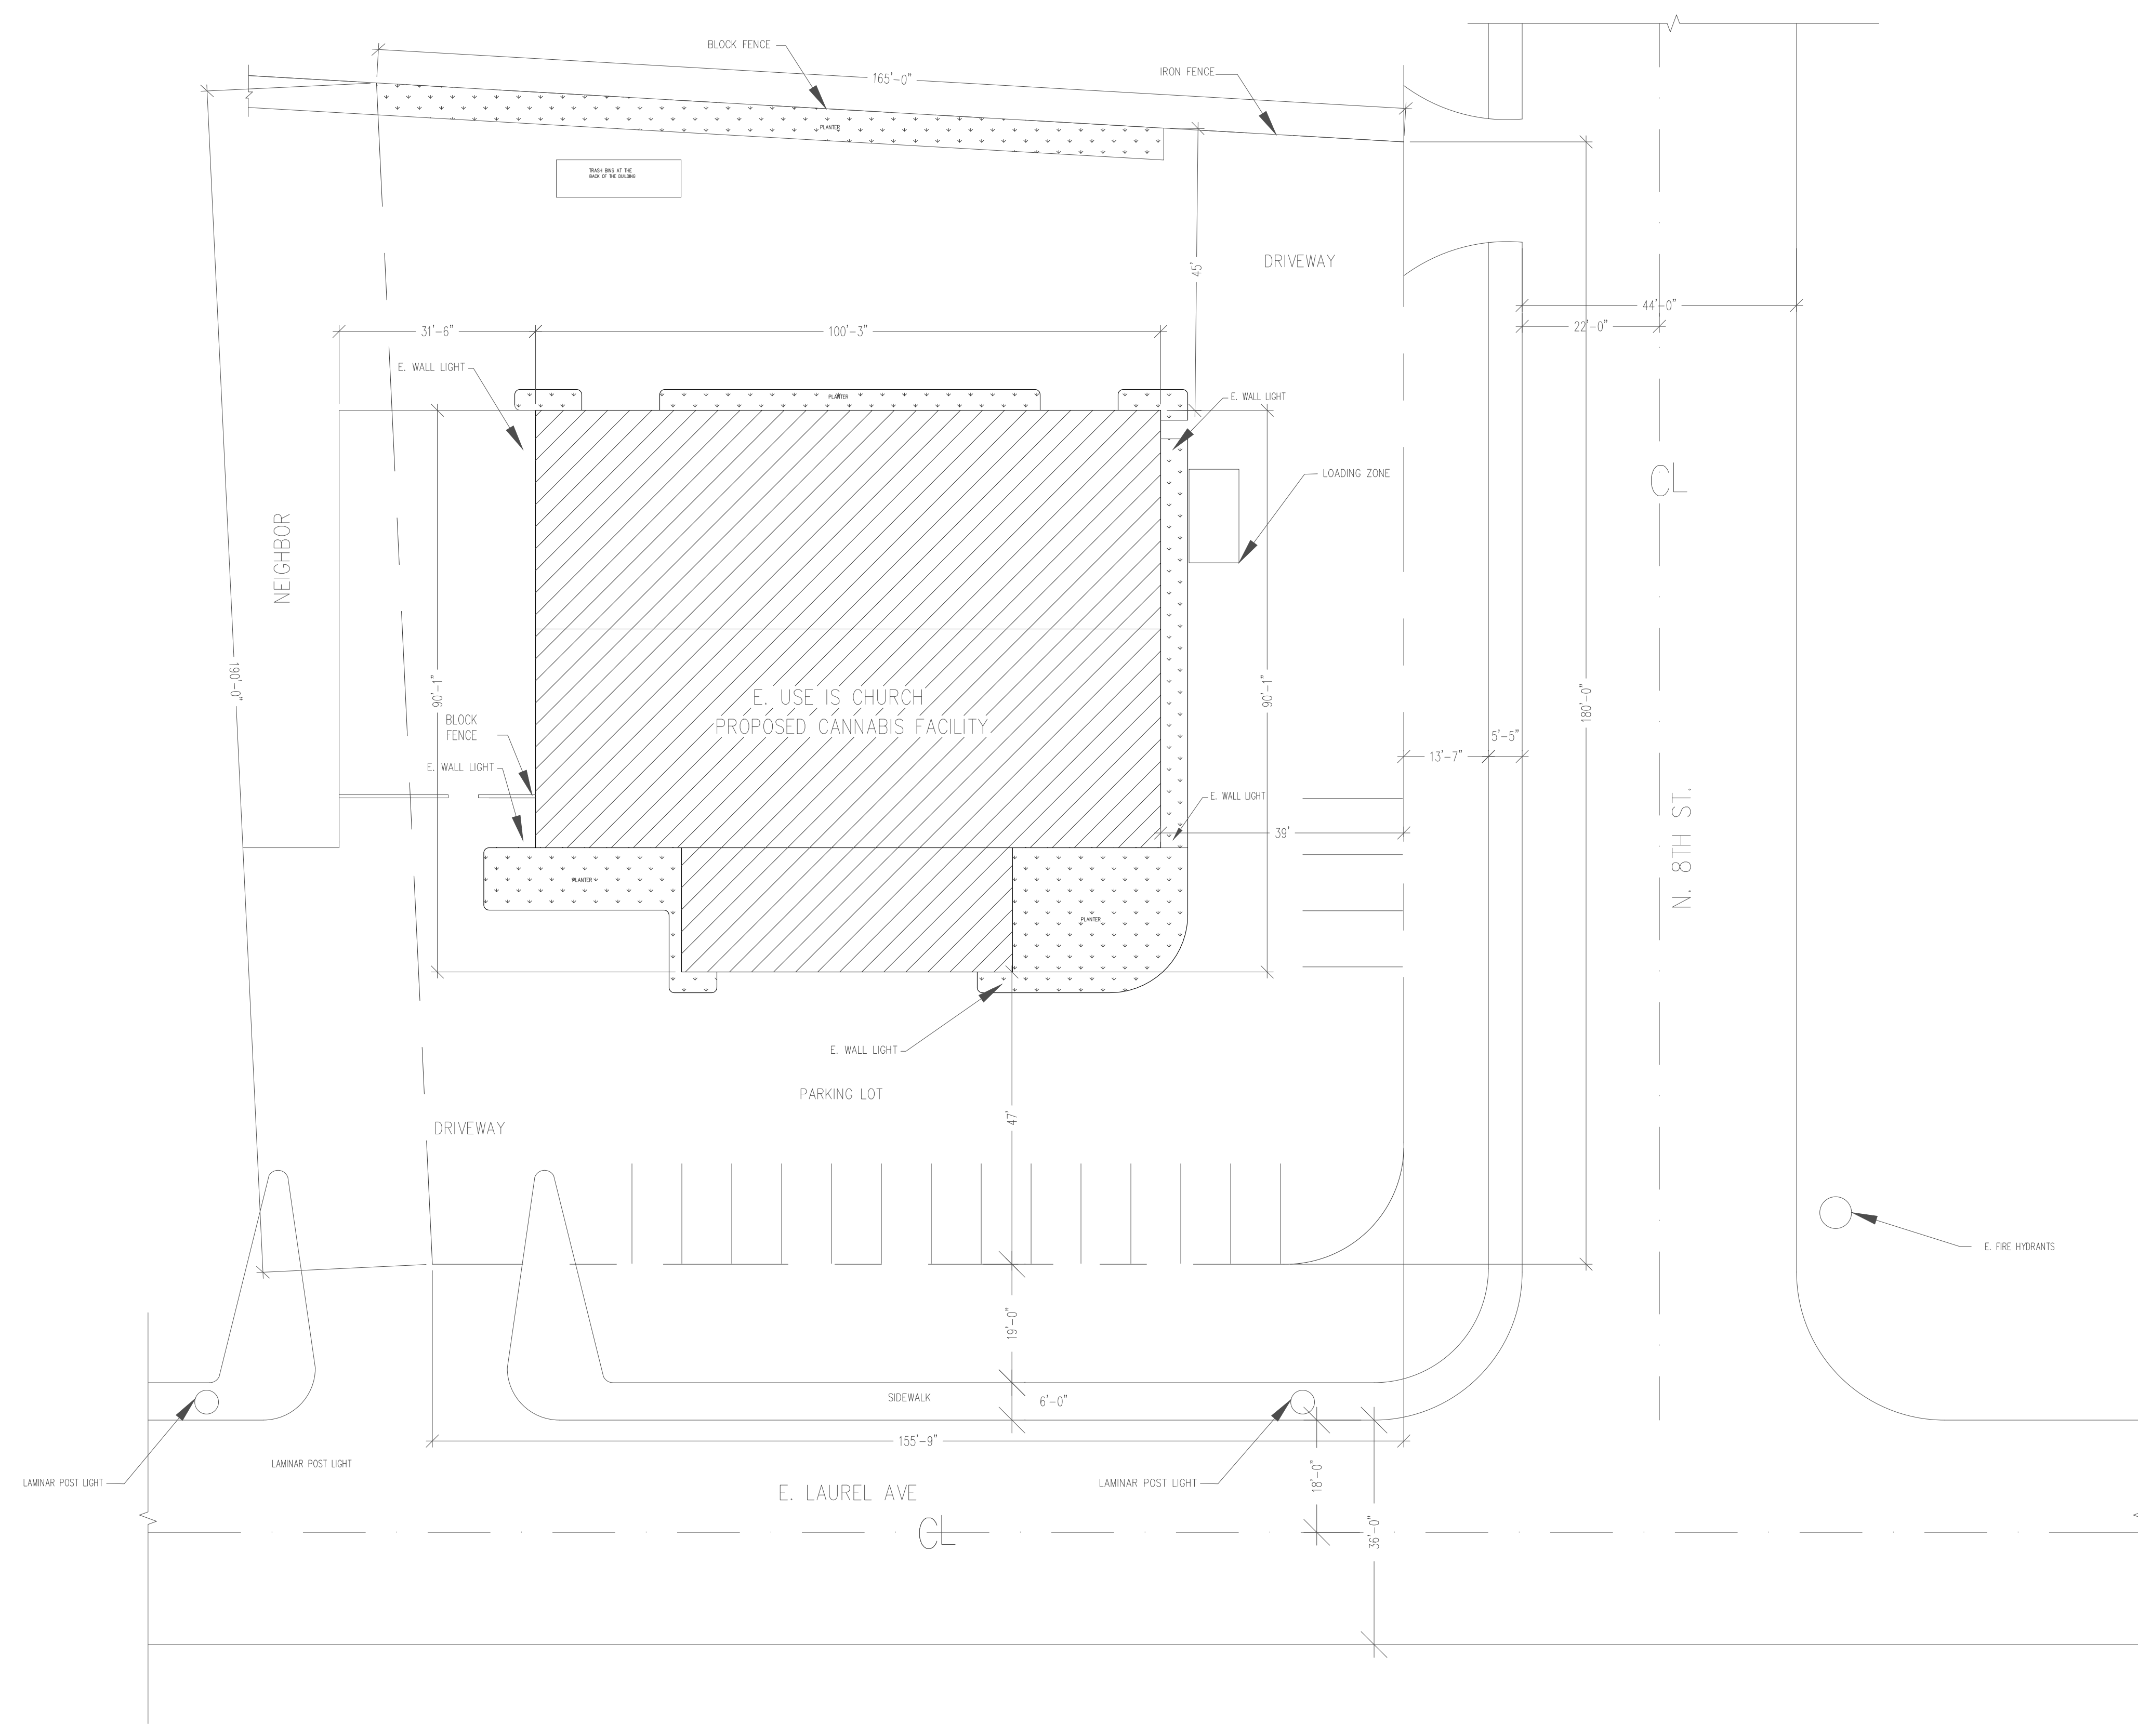 BLOCK FENCE
165'-0"
IRON FENCE
PLANTER
TRASH BINS AT THE
BACK OF THE DUILDING
DRIVEWAY
45'
44'-0"
22'-0"
31'-6"
100'-3"
E. WALL LIGHT
PLANTER
E. WALL LIGHT
LOADING ZONE
CL
NEIGHBOR
190'-0"
90'-1"
E. USE IS CHURCH
PROPOSED CANNABIS FACILITY
90'-1"
180'-0"
BLOCK
FENCE
5'-5"
13'-7"
E. WALL LIGHT
E. WALL LIGHT
39'
N. 8TH ST.
PLANTER
PLANTER
E. WALL LIGHT
PARKING LOT
47'
DRIVEWAY
E. FIRE HYDRANTS
19'-0"
SIDEWALK
6'-0"
155'-9"
LAMINAR POST LIGHT
LAMINAR POST LIGHT
LAMINAR POST LIGHT
18'-0"
E. LAUREL AVE
CL
36'-0"